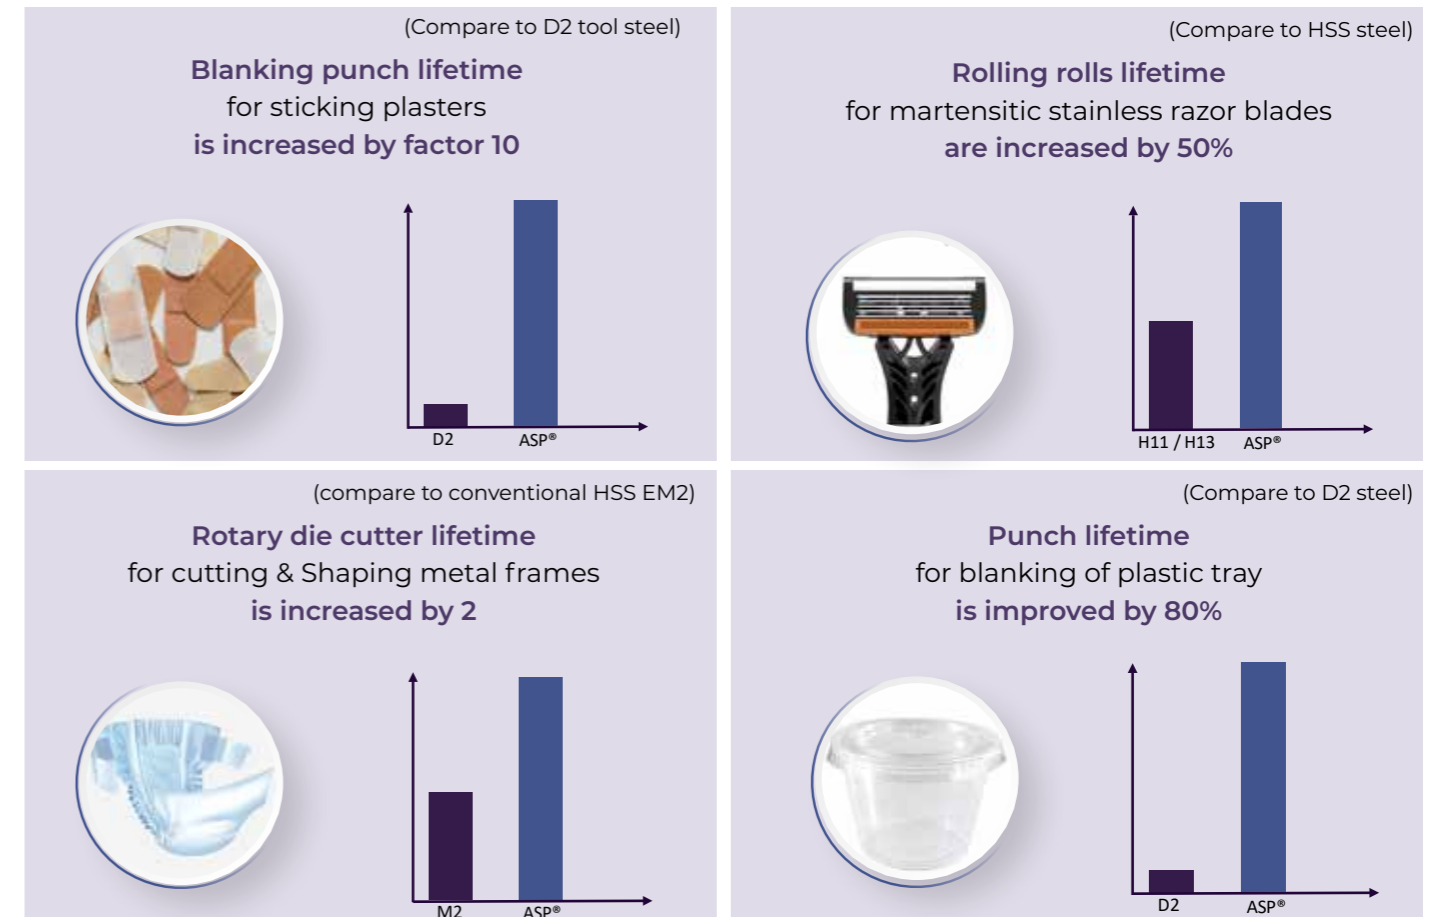 (Compare to D2 tool steel)
Blanking punch lifetime
for sticking plasters
is increased by factor 10
D2
ASP®
(Compare to HSS steel)
Rolling rolls lifetime
for martensitic stainless razor blades
are increased by 50%
H11 / H13
ASP®
(compare to conventional HSS EM2)
Rotary die cutter lifetime
for cutting & Shaping metal frames
is increased by 2
M2
ASP®
(Compare to D2 steel)
Punch lifetime
for blanking of plastic tray
is improved by 80%
D2
ASP®